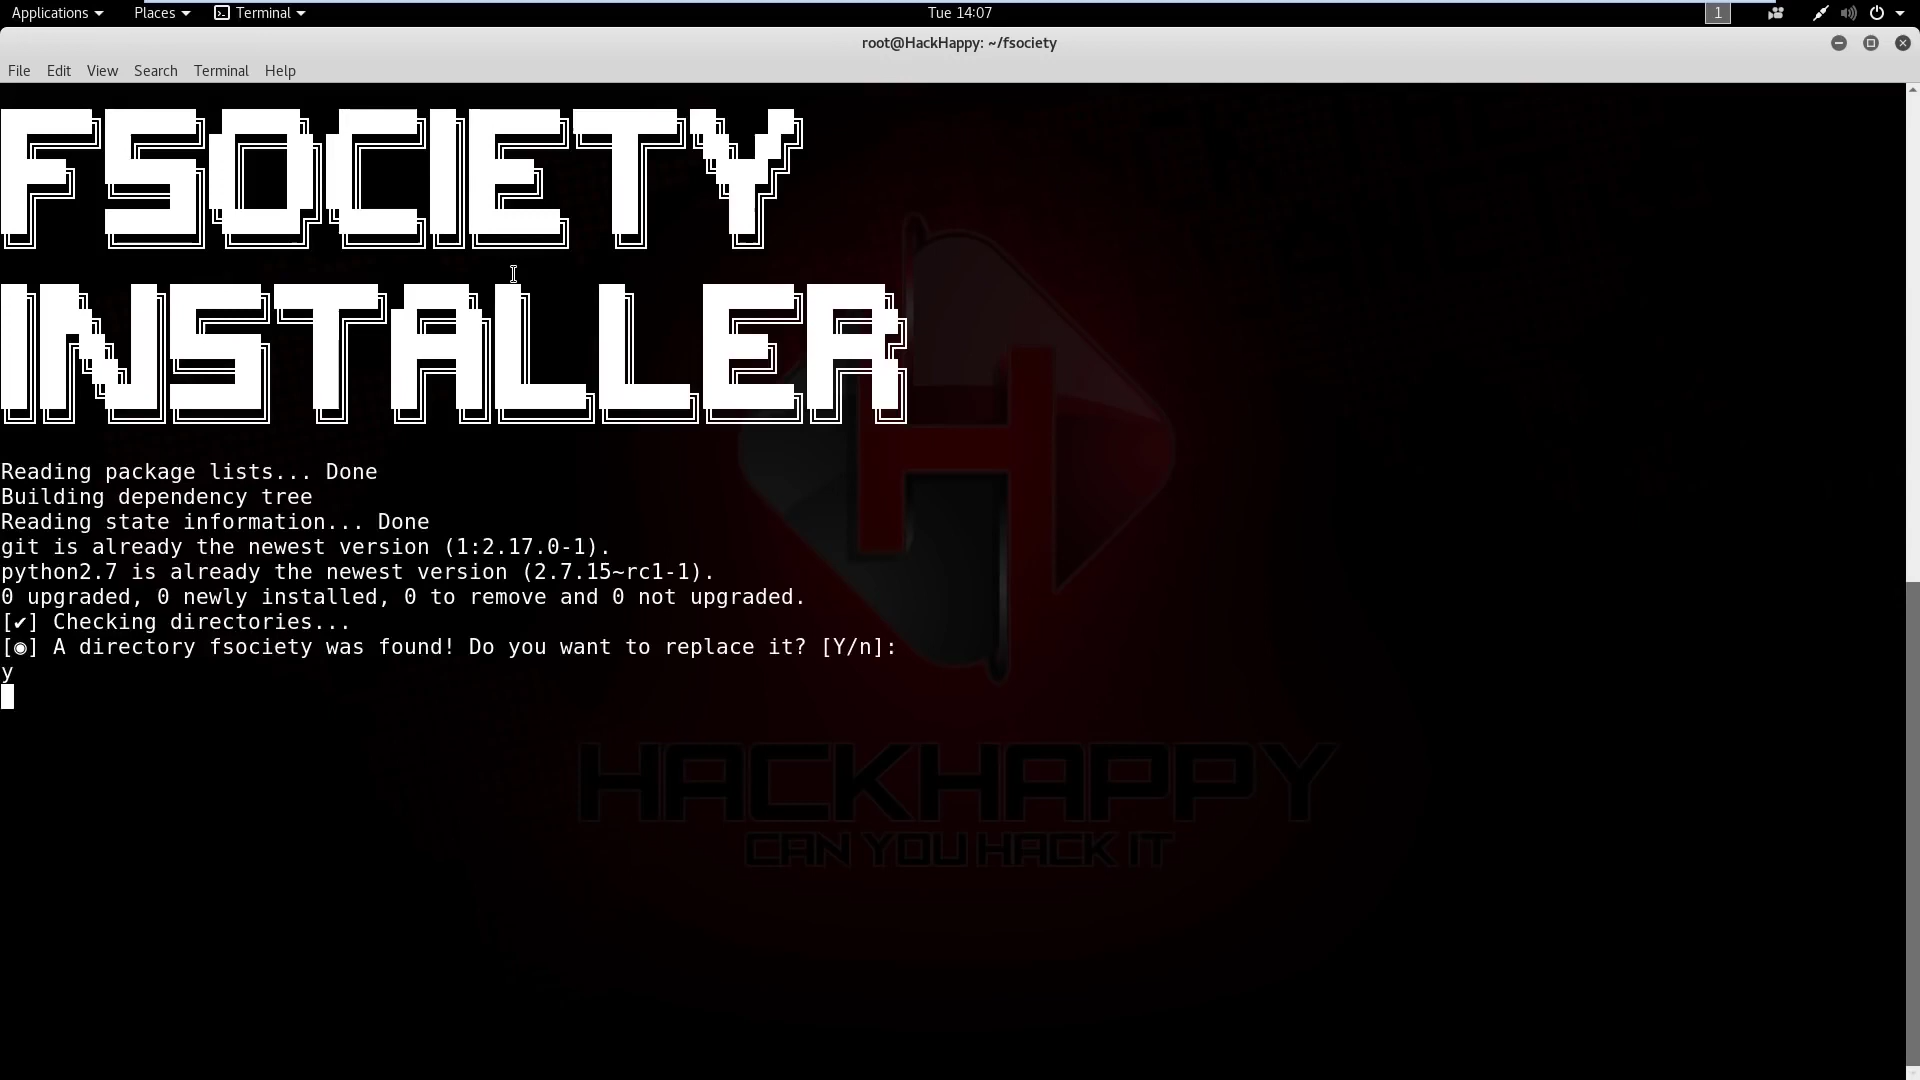 Applications Places Terminal Tue 14:07 1
root@HackHappy: ~/fsociety
File Edit View Search Terminal Help
FSOCIETY
INSTALLER
Reading package lists... Done
Building dependency tree
Reading state information... Done
git is already the newest version (1:2.17.0-1).
python2.7 is already the newest version (2.7.15~rc1-1).
0 upgraded, 0 newly installed, 0 to remove and 0 not upgraded.
[✔] Checking directories...
[◉] A directory fsociety was found! Do you want to replace it? [Y/n]:
y
HACKHAPPY
CAN YOU HACK IT